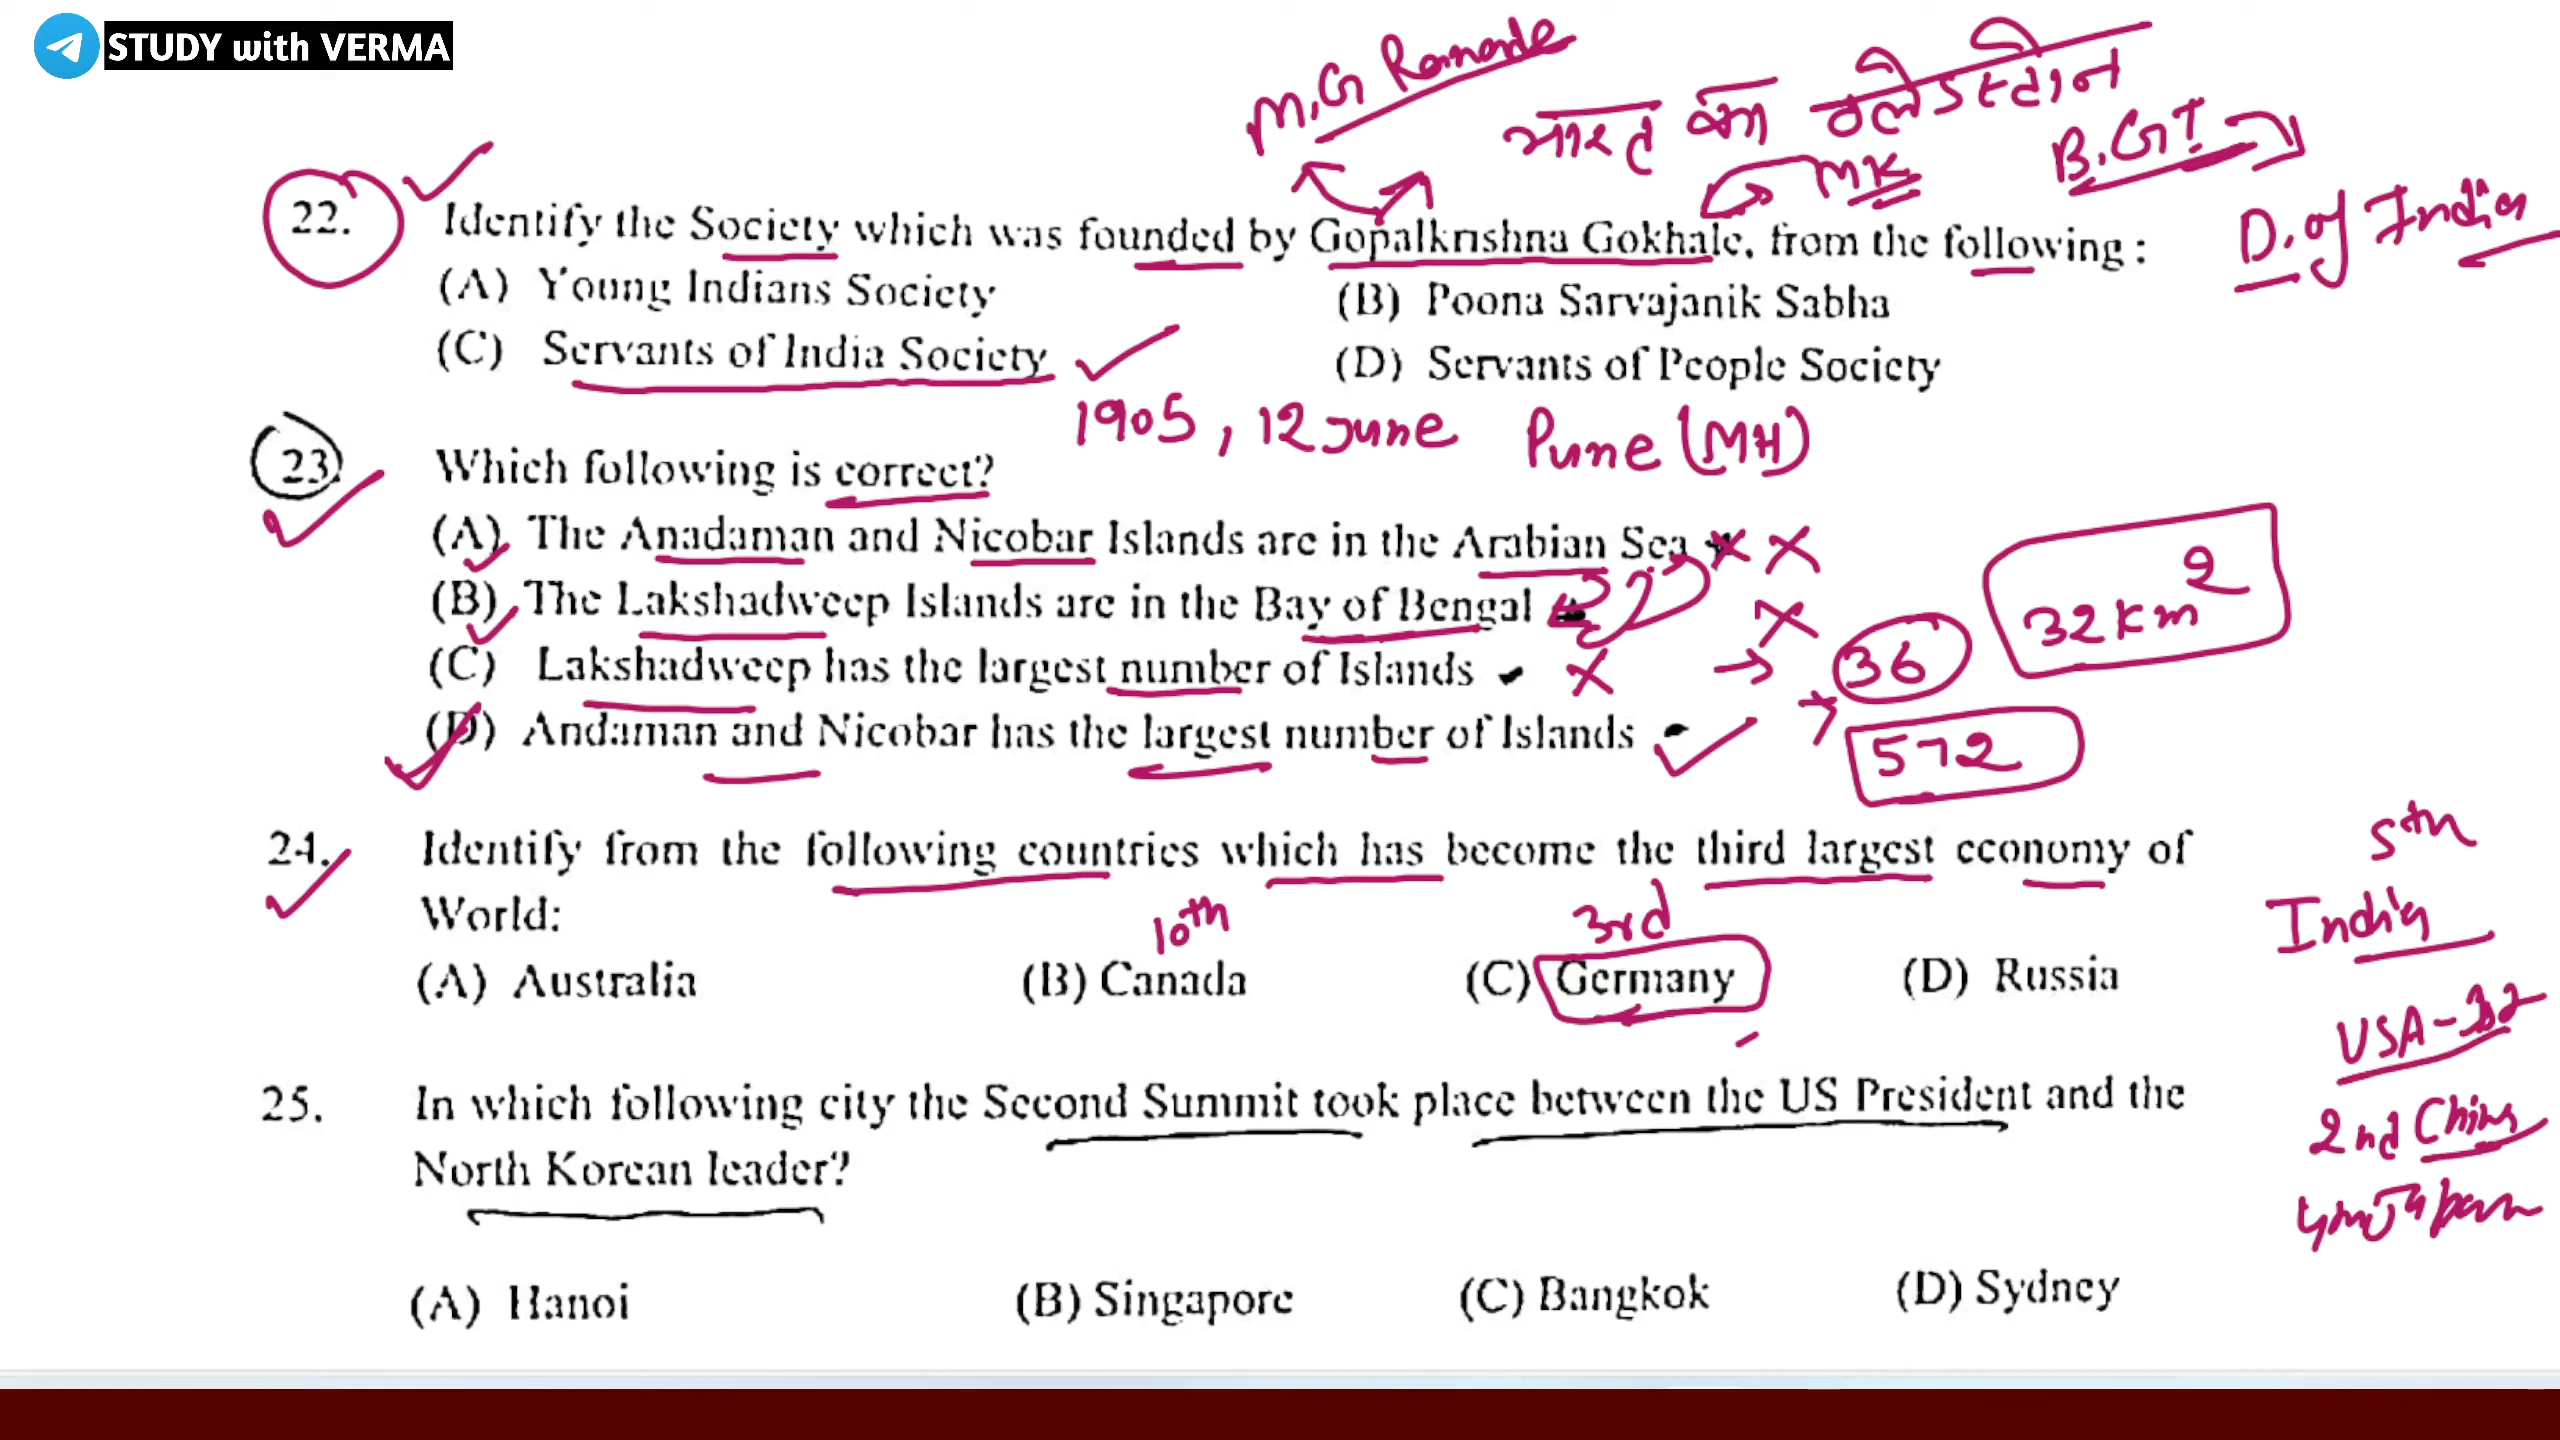 STUDY with VERMA
M.G Ranade
भारत का ग्लेडस्टोन
MK
B.G.T
D. of India
22. Identify the Society which was founded by Gopalkrishna Gokhale, from the following :
(A) Young Indians Society (B) Poona Sarvajanik Sabha
(C) Servants of India Society (D) Servants of People Society
1905, 12 June Pune (MH)
23. Which following is correct?
(A) The Anadaman and Nicobar Islands are in the Arabian Sea
(B) The Lakshadweep Islands are in the Bay of Bengal
32 km2
(C) Lakshadweep has the largest number of Islands
36
(D) Andaman and Nicobar has the largest number of Islands
572
24. Identify from the following countries which has become the third largest economy of
World:
5th
India
10th 3rd
(A) Australia (B) Canada (C) Germany (D) Russia
USA -
2nd China
Japan
25. In which following city the Second Summit took place between the US President and the
North Korean leader?
(A) Hanoi (B) Singapore (C) Bangkok (D) Sydney